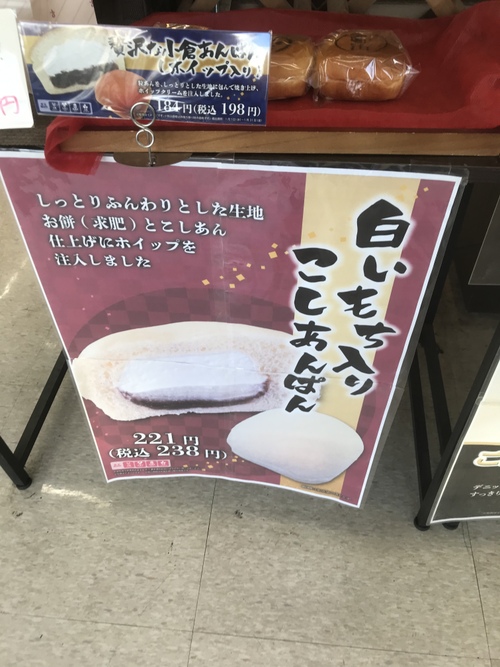 贅沢な小倉あんぱん
ホイップ入り!
184円(税込 198円)
白いもち入り
こしあんぱん
しっとりふんわりとした生地
お餅(求肥)とこしあん
仕上げにホイップを
注入しました
221円
(税込 238円)